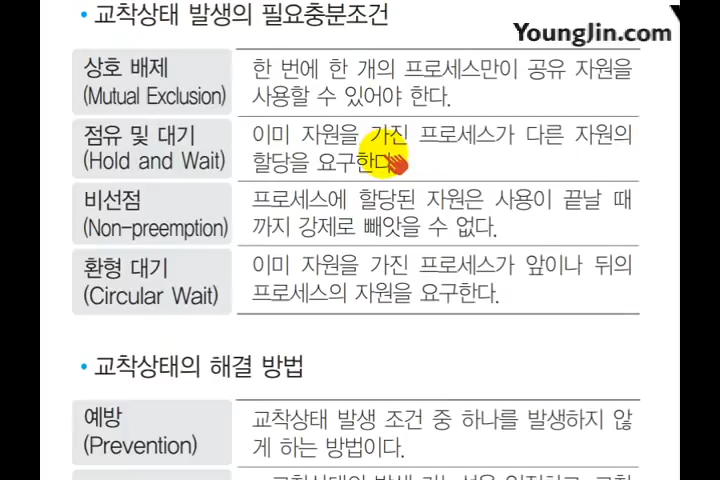 • 교착상태 발생의 필요충분조건
YoungJin.com
상호 배제
(Mutual Exclusion)
한 번에 한 개의 프로세스만이 공유 자원을
사용할 수 있어야 한다.
점유 및 대기
(Hold and Wait)
이미 자원을 가진 프로세스가 다른 자원의
할당을 요구한다.
비선점
(Non-preemption)
프로세스에 할당된 자원은 사용이 끝날 때
까지 강제로 빼앗을 수 없다.
환형 대기
(Circular Wait)
이미 자원을 가진 프로세스가 앞이나 뒤의
프로세스의 자원을 요구한다.
• 교착상태의 해결 방법
예방
(Prevention)
교착상태 발생 조건 중 하나를 발생하지 않
게 하는 방법이다.